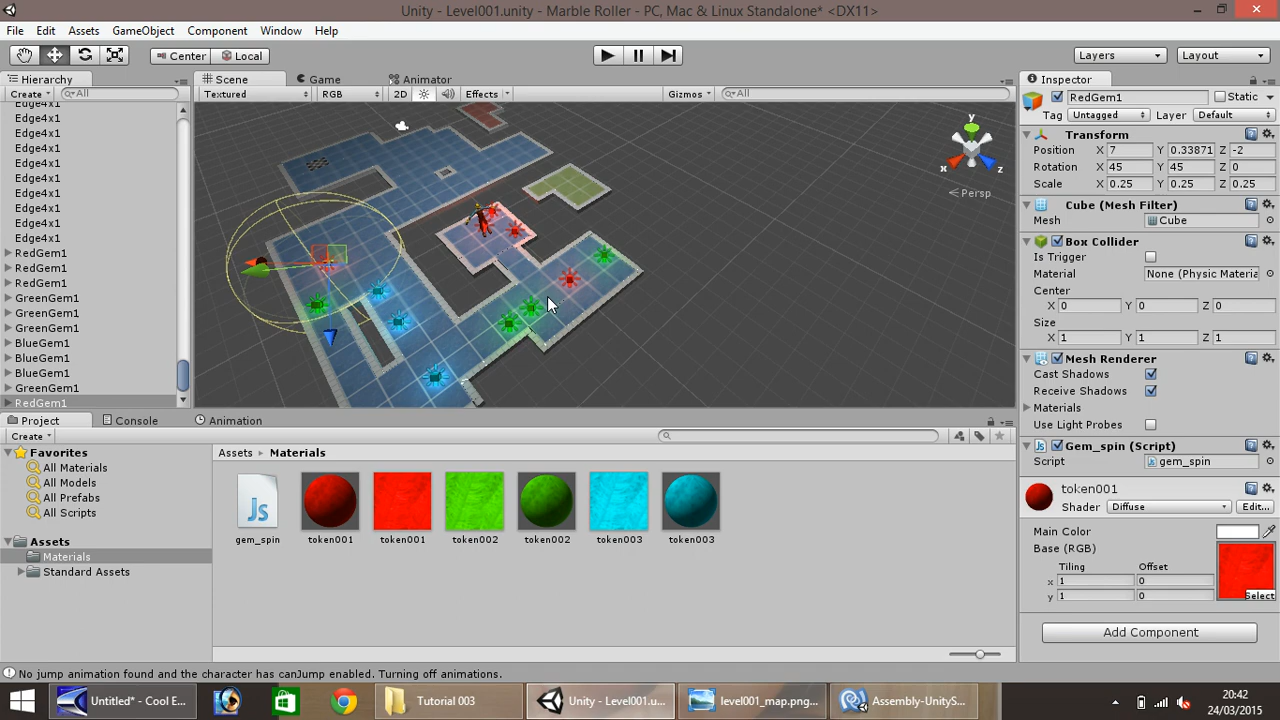 Unity - Level001.unity - Marble Roller - PC, Mac & Linux Standalone* <DX11>
File Edit Assets GameObject Component Window Help
Center Local Layers Layout
Hierarchy Scene Game Animator Inspector
Create All Textured RGB 2D Effects Gizmos All RedGem1 Static
Tag Untagged Layer Default
Edge4x1
Edge4x1
Edge4x1
Edge4x1
Edge4x1
Edge4x1
Edge4x1
Edge4x1
Edge4x1
Edge4x1
RedGem1
RedGem1
RedGem1
GreenGem1
GreenGem1
GreenGem1
BlueGem1
BlueGem1
BlueGem1
GreenGem1
RedGem1
y
x z
Persp
Transform
Position X 7 Y 0.33871 Z -2
Rotation X 45 Y 45 Z 0
Scale X 0.25 Y 0.25 Z 0.25
Cube (Mesh Filter)
Mesh Cube
Box Collider
Is Trigger
Material None (Physic Materia
Center
X 0 Y 0 Z 0
Size
X 1 Y 1 Z 1
Mesh Renderer
Cast Shadows
Receive Shadows
Materials
Use Light Probes
Gem_spin (Script)
Script gem_spin
token001
Shader Diffuse Edit...
Main Color
Base (RGB)
Tiling Offset
x 1 0
y 1 0
Select
Add Component
Project Console Animation
Create
Favorites
All Materials
All Models
All Prefabs
All Scripts
Assets
Materials
Standard Assets
Assets Materials
Js
gem_spin token001 token001 token002 token002 token003 token003
No jump animation found and the character has canJump enabled. Turning off animations.
Untitled* - Cool E... Tutorial 003 Unity - Level001.u... level001_map.png... Assembly-UnityS...
20:42
24/03/2015